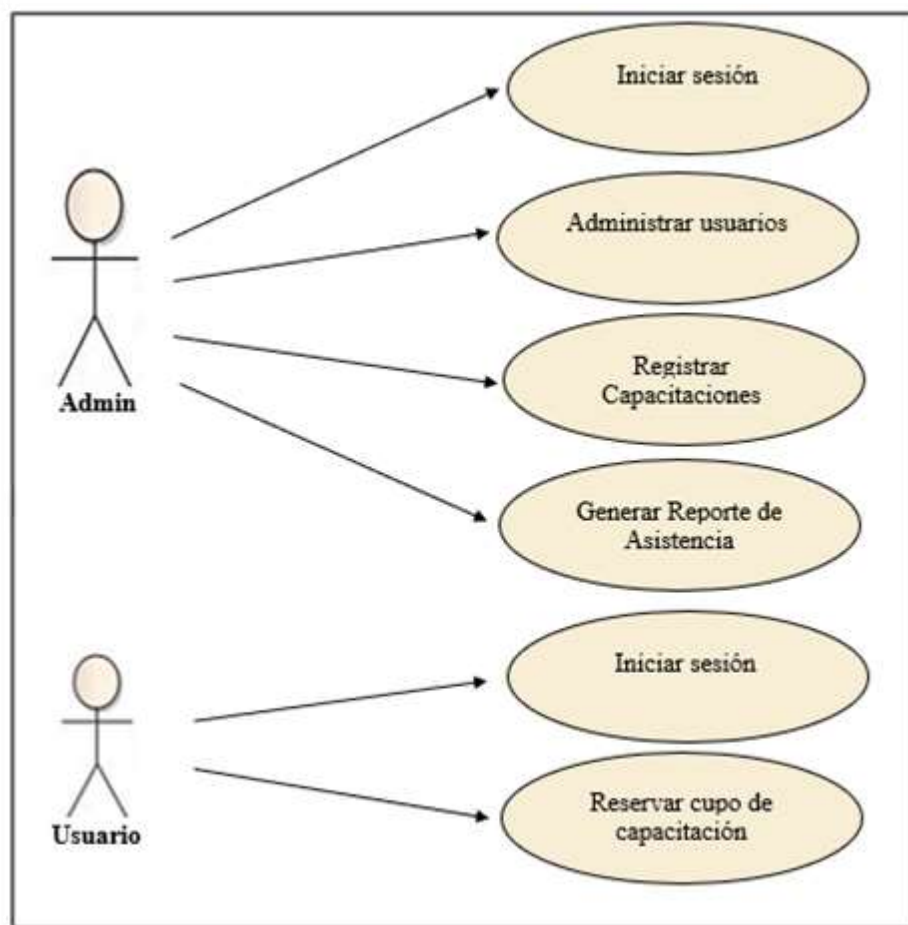 Iniciar sesión
Administrar usuarios
Registrar
Capacitaciones
Admin
Generar Reporte de
Asistencia
Iniciar sesión
Reservar cupo de
capacitación
Usuario